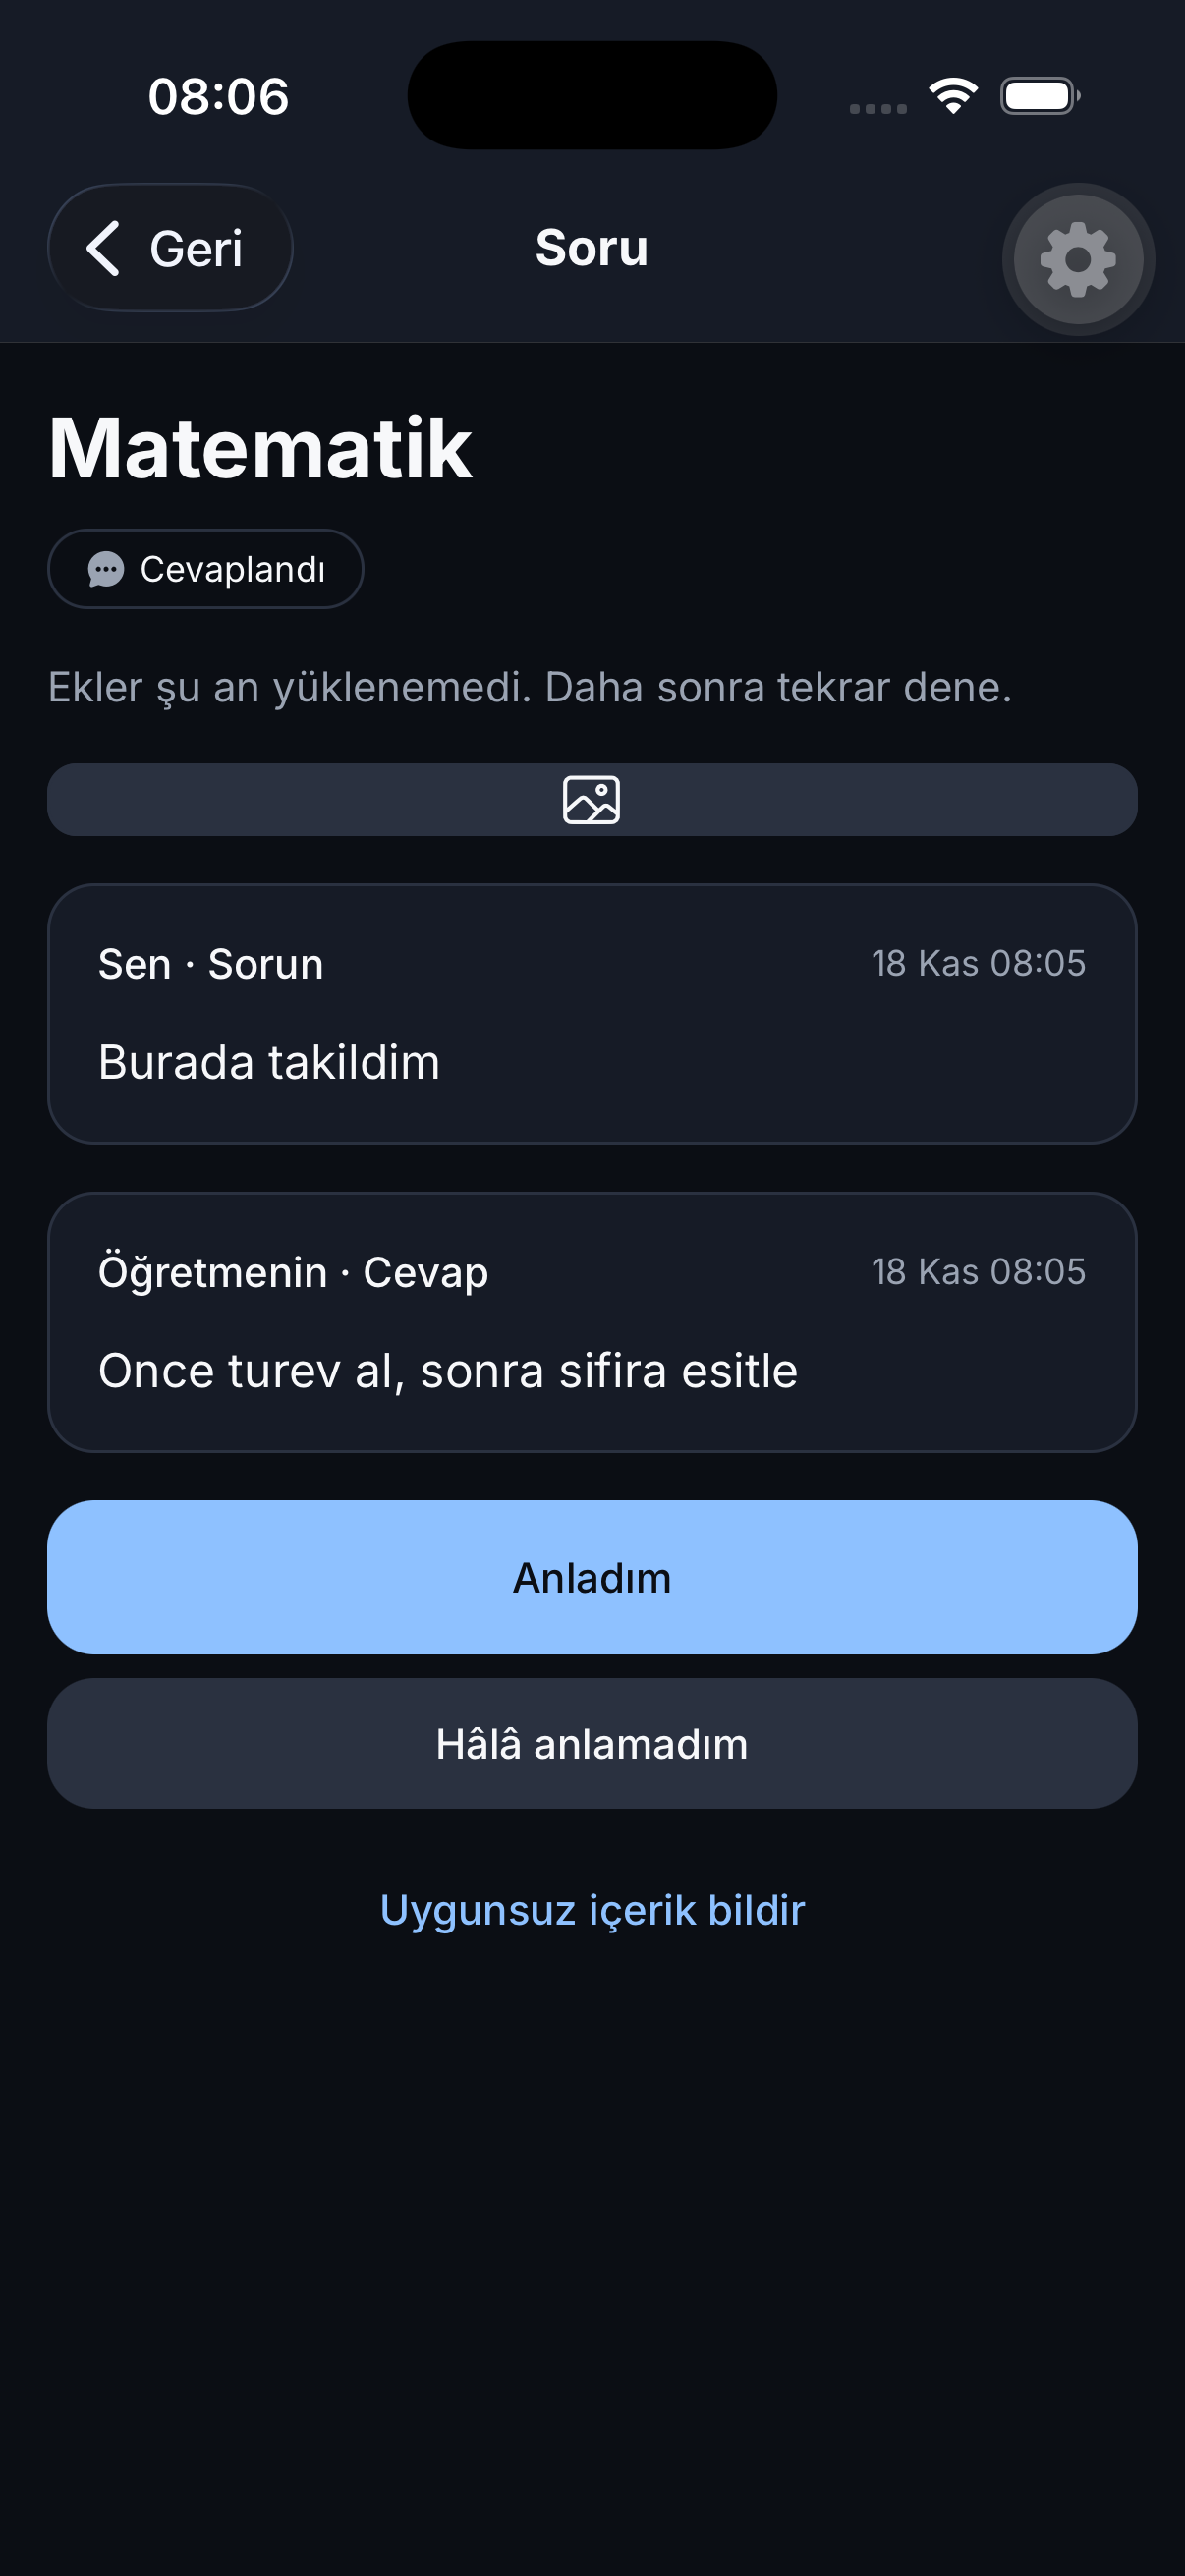 08:06
Geri
Soru
Matematik
Cevaplandı
Ekler şu an yüklenemedi. Daha sonra tekrar dene.
Sen · Sorun
18 Kas 08:05
Burada takildim
Öğretmenin · Cevap
18 Kas 08:05
Once turev al, sonra sifira esitle
Anladım
Hâlâ anlamadım
Uygunsuz içerik bildir